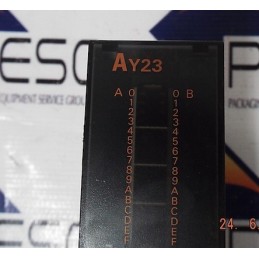 AY23
A 0 0 B
1 1
2 2
3 3
4 4
5 5
6 6
7 7
8 8
9 9
A A
B B
C C
D D
E E
F F
ESC P
EQUIPMENT SERVICE GROUP
PACKAGING
24. 6